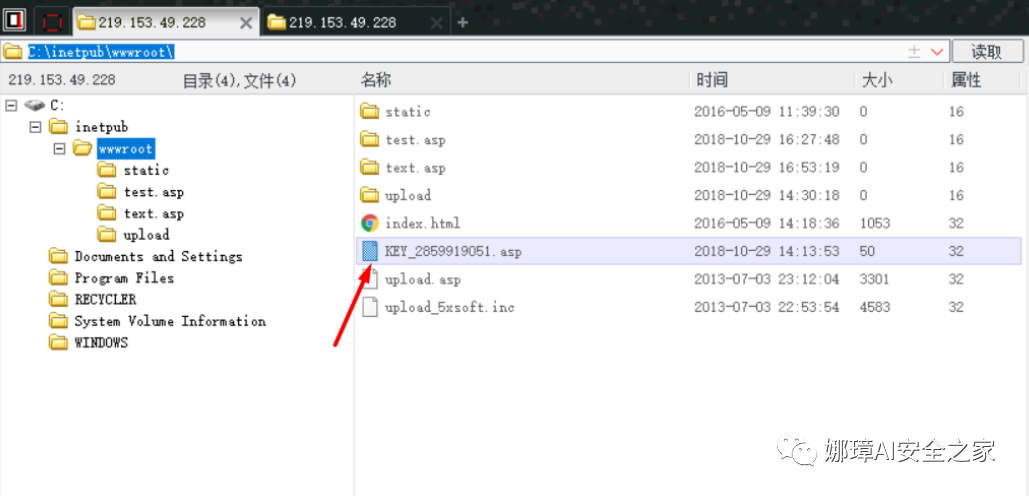 219.153.49.228
219.153.49.228
C:\inetpub\wwwroot\
读取
219.153.49.228 目录(4),文件(4) 名称 时间 大小 属性
C:
inetpub
wwwroot
static
test.asp
text.asp
upload
Documents and Settings
Program Files
RECYCLER
System Volume Information
WINDOWS
static 2016-05-09 11:39:30 0 16
test.asp 2018-10-29 16:27:48 0 16
text.asp 2018-10-29 16:53:19 0 16
upload 2018-10-29 14:30:18 0 16
index.html 2016-05-09 14:18:36 1053 32
KEY_2859919051.asp 2018-10-29 14:13:53 50 32
upload.asp 2013-07-03 23:12:04 3301 32
upload_5xsoft.inc 2013-07-03 22:53:54 4583 32
娜璋AI安全之家